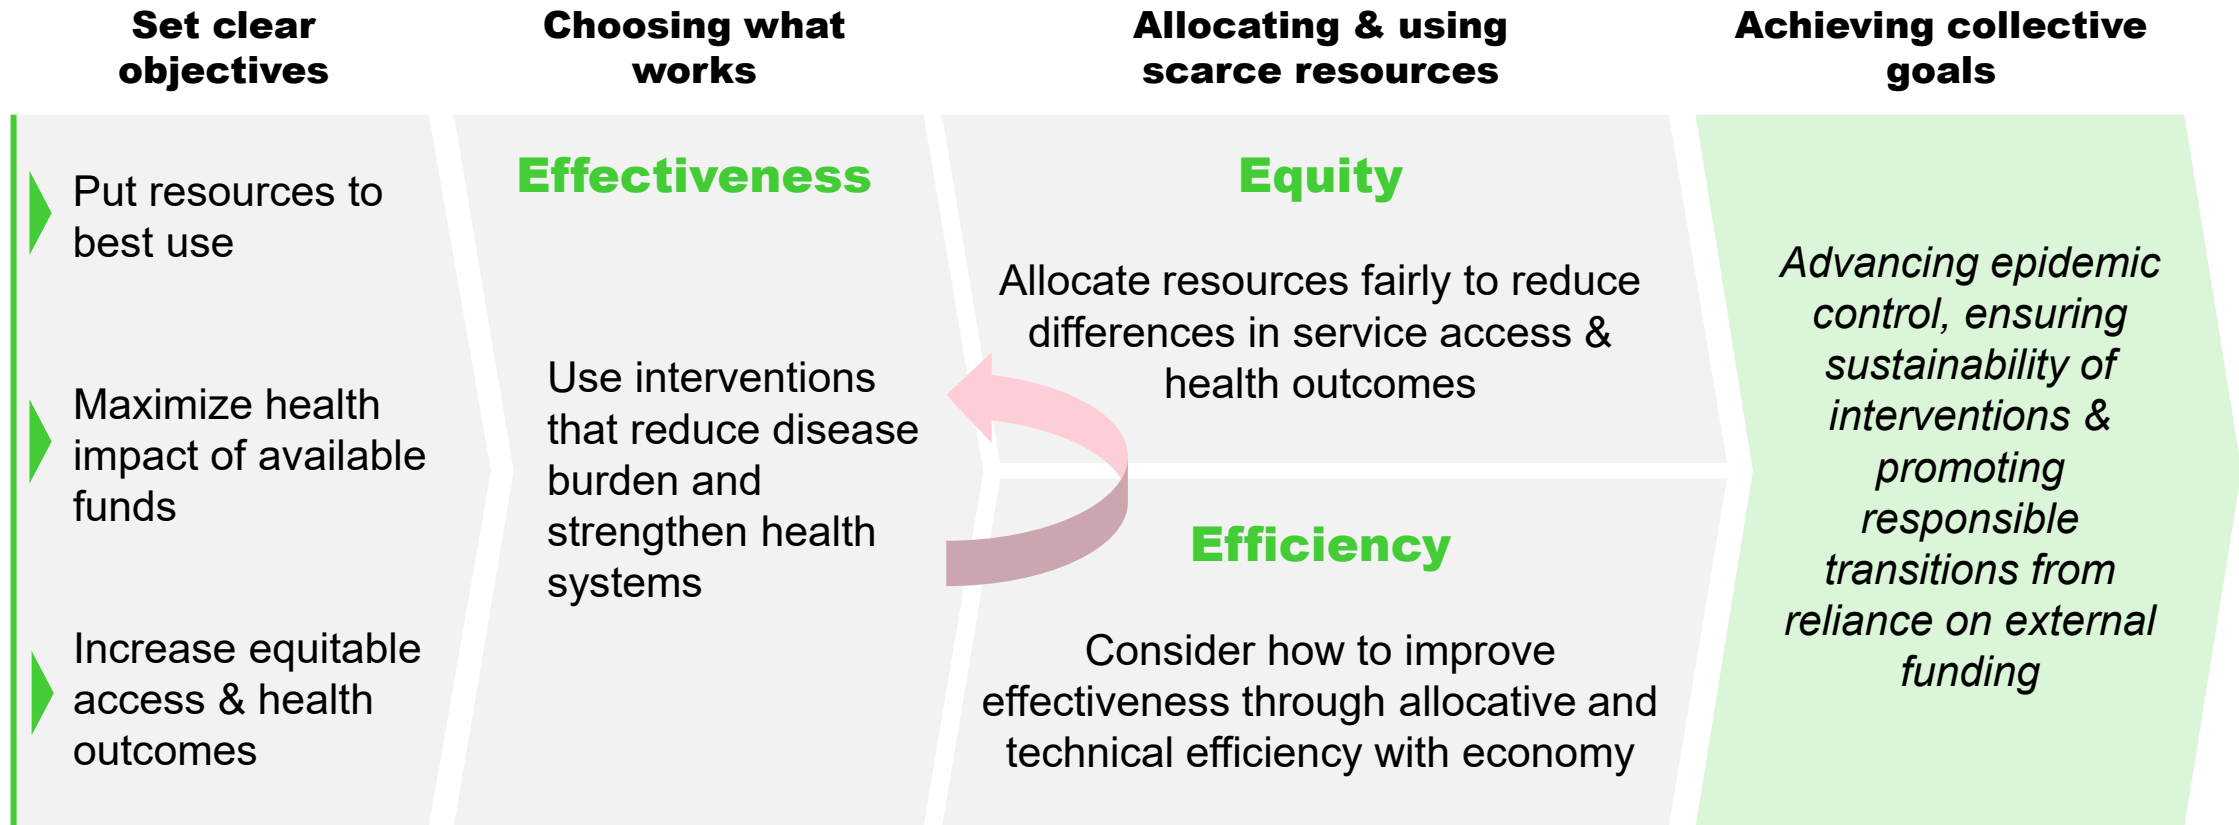 Set clear
objectives
Choosing what
works
Allocating & using
scarce resources
Achieving collective
goals
Put resources to
best use
Maximize health
impact of available
funds
Increase equitable
access & health
outcomes
Effectiveness
Use interventions
that reduce disease
burden and
strengthen health
systems
Equity
Allocate resources fairly to reduce
differences in service access &
health outcomes
Efficiency
Consider how to improve
effectiveness through allocative and
technical efficiency with economy
Advancing epidemic
control, ensuring
sustainability of
interventions &
promoting
responsible
transitions from
reliance on external
funding